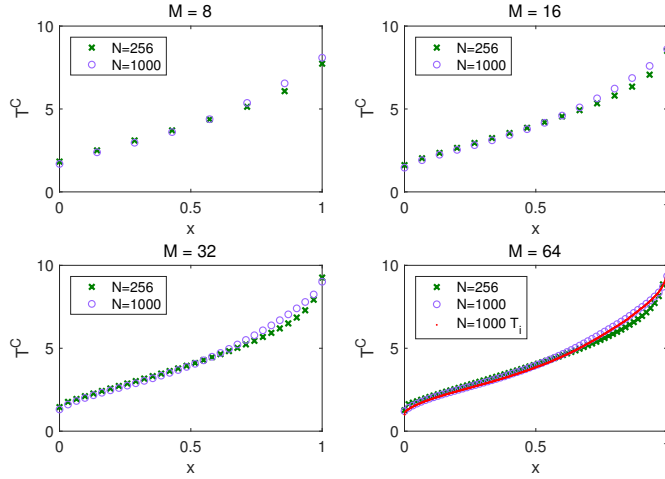 M = 8
10
5
0
T^C
N=256
N=1000
0
0.5
1
x
M = 16
10
5
0
T^C
N=256
N=1000
0
0.5
1
x
M = 32
10
5
0
T^C
N=256
N=1000
0
0.5
1
x
M = 64
10
5
0
T^C
N=256
N=1000
N=1000 T_i
0
0.5
1
x